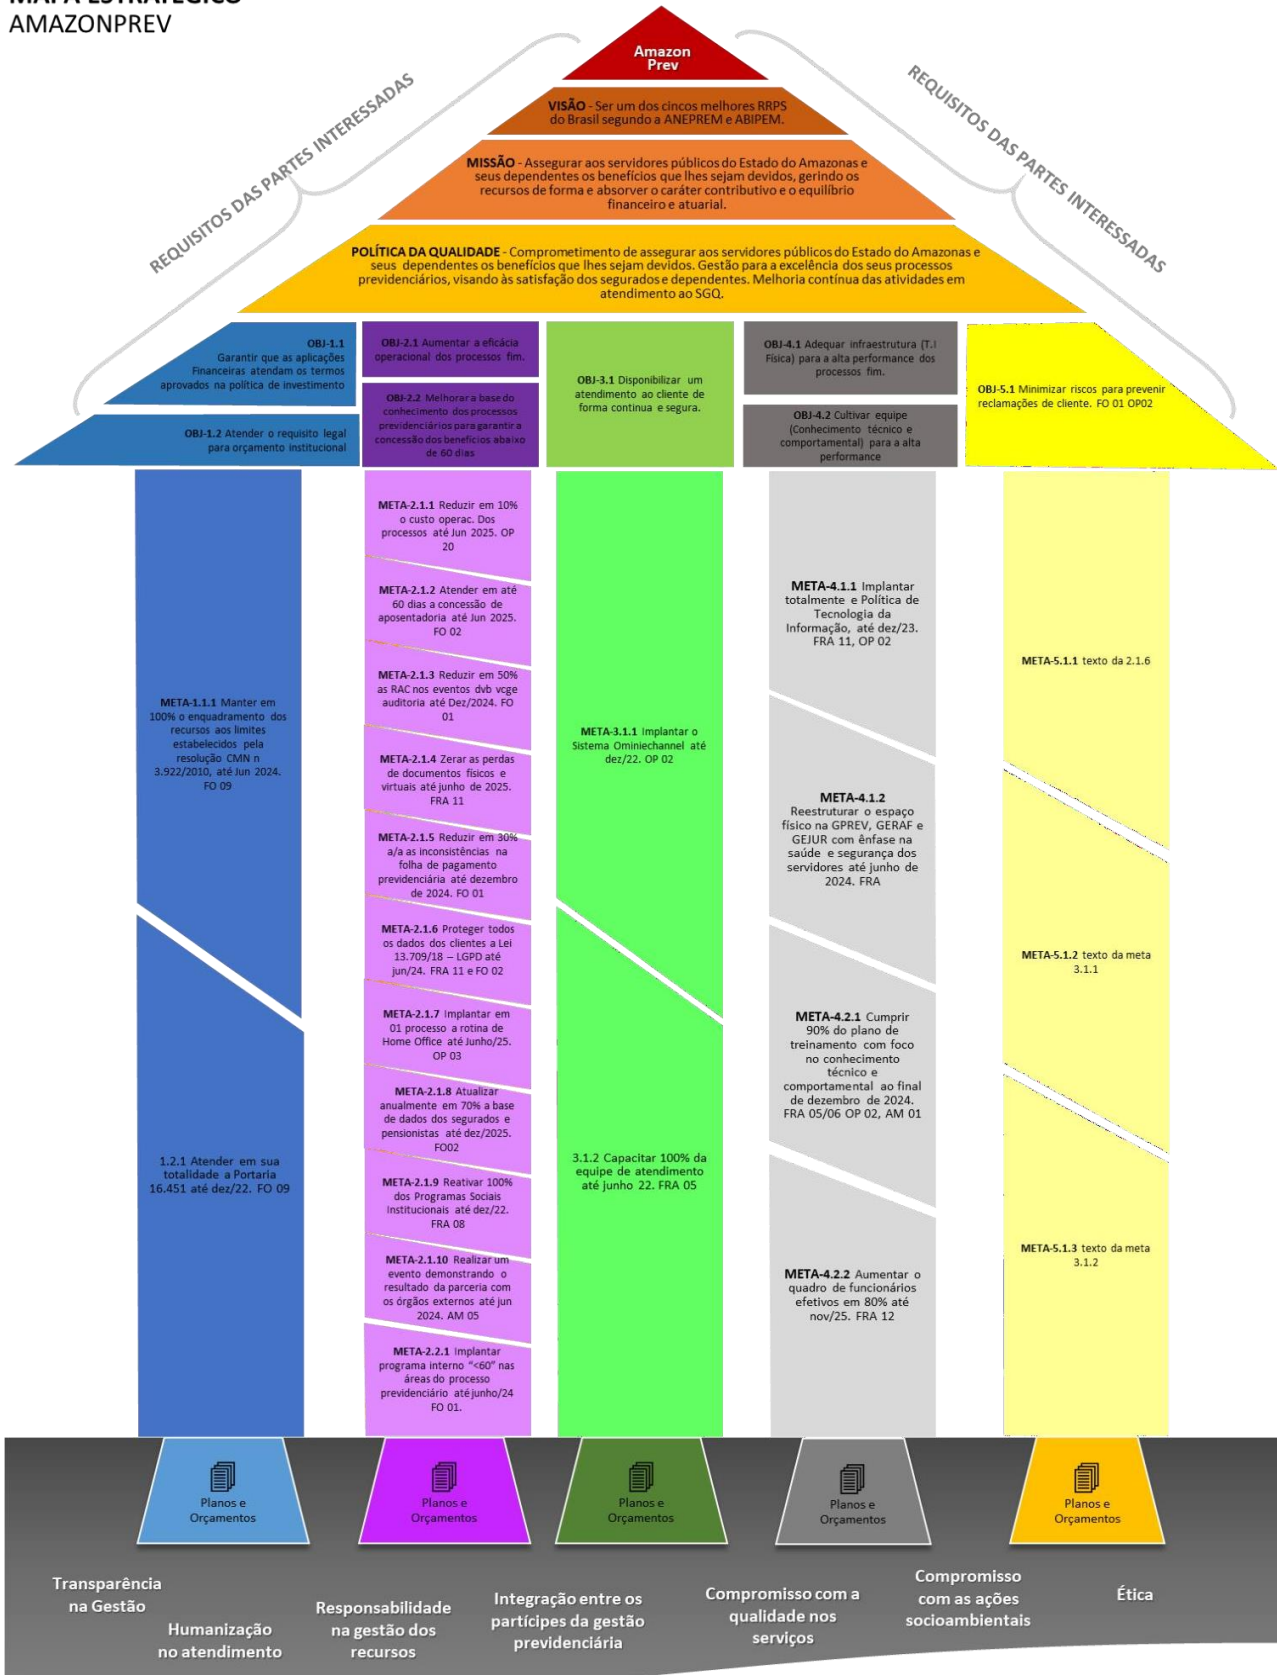 MAPA ESTRATÉGICO
AMAZONPREV
Amazon
Prev
REQUISITOS DAS PARTES INTERESSADAS
REQUISITOS DAS PARTES INTERESSADAS
VISÃO - Ser um dos cincos melhores RRPS
do Brasil segundo a ANEPREM e ABIPEM.
MISSÃO - Assegurar aos servidores públicos do Estado do Amazonas e
seus dependentes os benefícios que lhes sejam devidos, gerindo os
recursos de forma e absorver o caráter contributivo e o equilíbrio
financeiro e atuarial.
POLÍTICA DA QUALIDADE - Comprometimento de assegurar aos servidores públicos do Estado do Amazonas e
seus dependentes os benefícios que lhes sejam devidos. Gestão para a excelência dos seus processos
previdenciários, visando às satisfação dos segurados e dependentes. Melhoria contínua das atividades em
atendimento ao SGQ.
OBJ-1.1
Garantir que as aplicações
Financeiras atendam os termos
aprovados na política de investimento
OBJ-1.2 Atender o requisito legal
para orçamento institucional
OBJ-2.1 Aumentar a eficácia
operacional dos processos fim.
OBJ-2.2 Melhorar a base do
conhecimento dos processos
previdenciários para garantir a
concessão dos benefícios abaixo
de 60 dias
OBJ-3.1 Disponibilizar um
atendimento ao cliente de
forma continua e segura.
OBJ-4.1 Adequar infraestrutura (T.I
Física) para a alta performance dos
processos fim.
OBJ-4.2 Cultivar equipe
(Conhecimento técnico e
comportamental) para a alta
performance
OBJ-5.1 Minimizar riscos para prevenir
reclamações de cliente. FO 01 OP02
META-1.1.1 Manter em
100% o enquadramento dos
recursos aos limites
estabelecidos pela
resolução CMN n
3.922/2010, até Jun 2024.
FO 09
1.2.1 Atender em sua
totalidade a Portaria
16.451 até dez/22. FO 09
META-2.1.1 Reduzir em 10%
o custo operac. Dos
processos até Jun 2025. OP
20
META-2.1.2 Atender em até
60 dias a concessão de
aposentadoria até Jun 2025.
FO 02
META-2.1.3 Reduzir em 50%
as RAC nos eventos dvb vcge
auditoria até Dez/2024. FO
01
META-2.1.4 Zerar as perdas
de documentos físicos e
virtuais até junho de 2025.
FRA 11
META-2.1.5 Reduzir em 30%
a/a as inconsistências na
folha de pagamento
previdenciária até dezembro
de 2024. FO 01
META-2.1.6 Proteger todos
os dados dos clientes a Lei
13.709/18 – LGPD até
jun/24. FRA 11 e FO 02
META-2.1.7 Implantar em
01 processo a rotina de
Home Office até Junho/25.
OP 03
META-2.1.8 Atualizar
anualmente em 70% a base
de dados dos segurados e
pensionistas até dez/2025.
FO02
META-2.1.9 Reativar 100%
dos Programas Sociais
Institucionais até dez/22.
FRA 08
META-2.1.10 Realizar um
evento demonstrando o
resultado da parceria com
os órgãos externos até jun
2024. AM 05
META-2.2.1 Implantar
programa interno "<60" nas
áreas do processo
previdenciário até junho/24
FO 01.
META-3.1.1 Implantar o
Sistema Ominiechannel até
dez/22. OP 02
3.1.2 Capacitar 100% da
equipe de atendimento
até junho 22. FRA 05
META-4.1.1 Implantar
totalmente e Política de
Tecnologia da
Informação, até dez/23.
FRA 11, OP 02
META-4.1.2
Reestruturar o espaço
físico na GPREV, GERAF e
GEJUR com ênfase na
saúde e segurança dos
servidores até junho de
2024. FRA
META-4.2.1 Cumprir
90% do plano de
treinamento com foco
no conhecimento
técnico e
comportamental ao final
de dezembro de 2024.
FRA 05/06 OP 02, AM 01
META-4.2.2 Aumentar o
quadro de funcionários
efetivos em 80% até
nov/25. FRA 12
META-5.1.1 texto da 2.1.6
META-5.1.2 texto da meta
3.1.1
META-5.1.3 texto da meta
3.1.2
Planos e
Orçamentos
Planos e
Orçamentos
Planos e
Orçamentos
Planos e
Orçamentos
Planos e
Orçamentos
Transparência
na Gestão
Humanização
no atendimento
Responsabilidade
na gestão dos
recursos
Integração entre os
partícipes da gestão
previdenciária
Compromisso com a
qualidade nos
serviços
Compromisso
com as ações
socioambientais
Ética